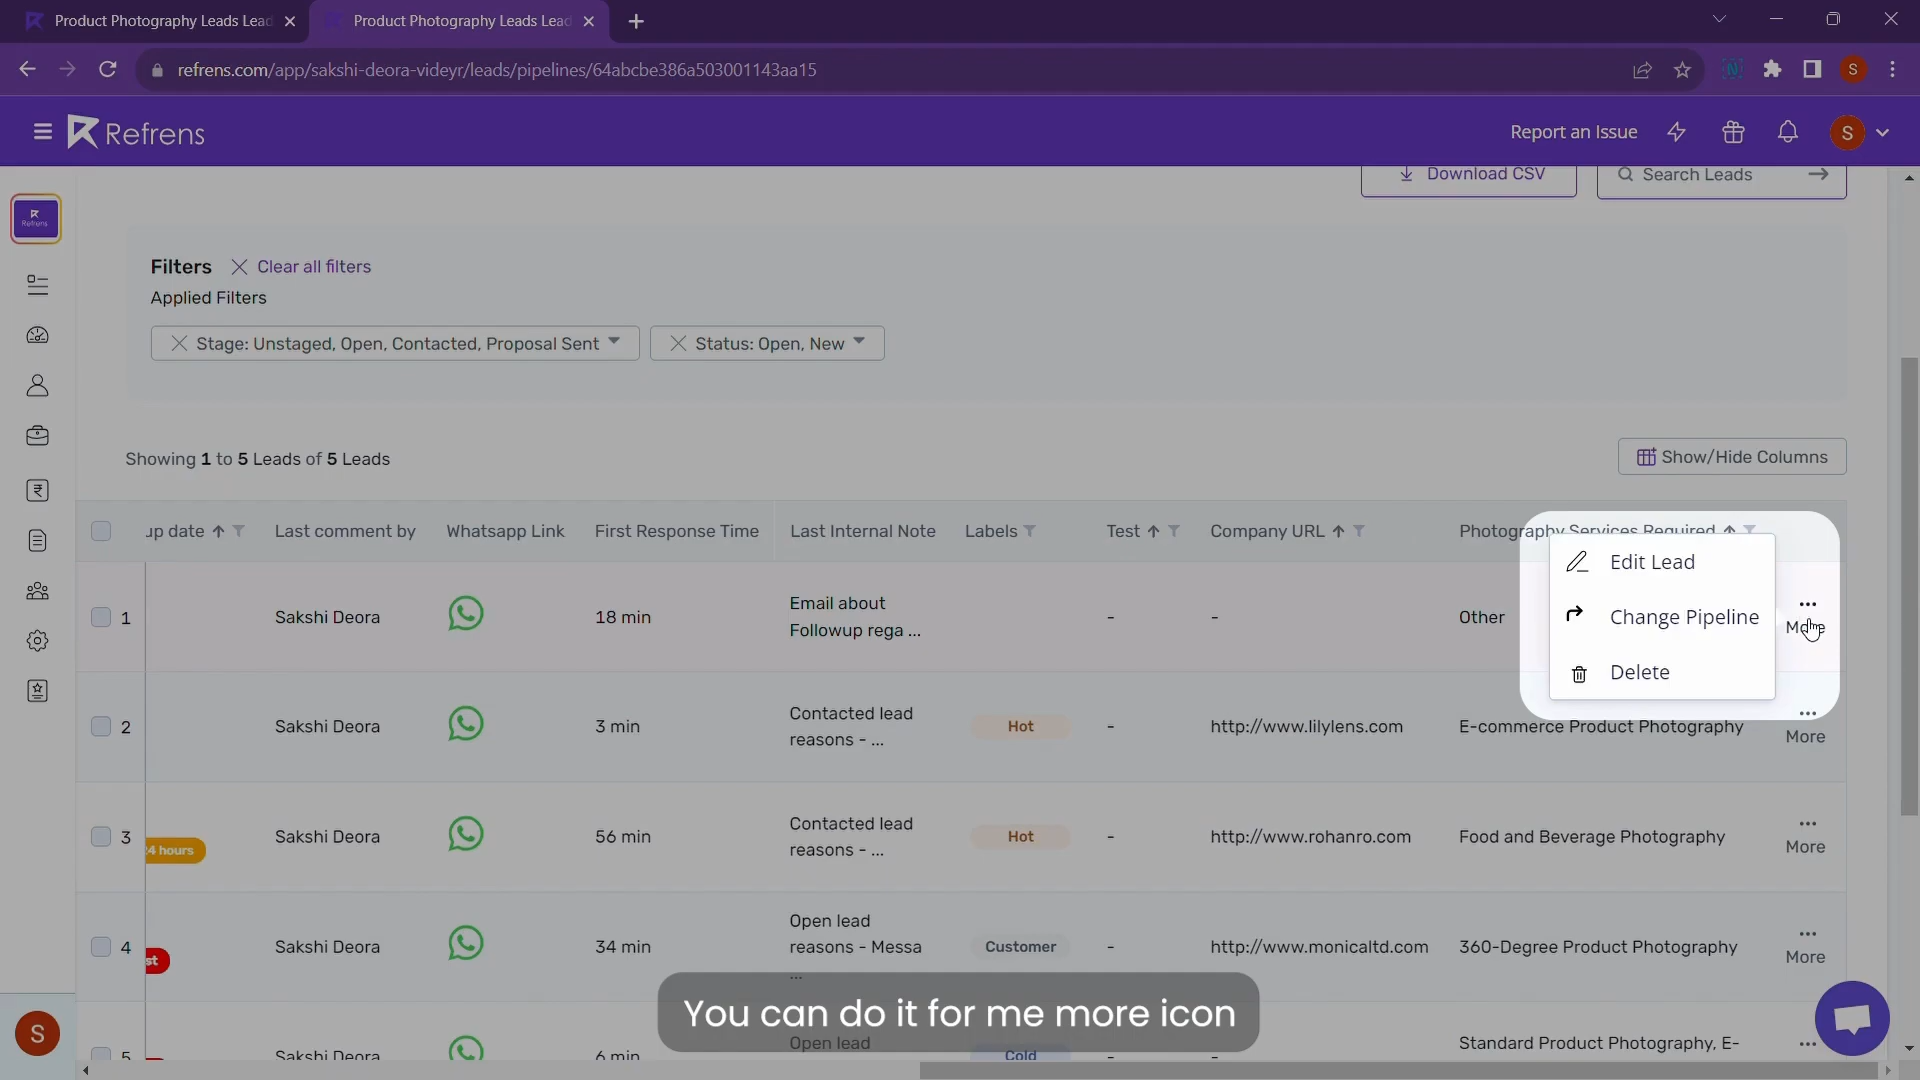 Product Photography Leads Lead
Product Photography Leads Lead
refrens.com/app/sakshi-deora-videyr/leads/pipelines/64abcbe386a503001143aa15
S
Refrens
Report an Issue
S
Refrens
Download CSV
Search Leads
Filters
Clear all filters
Applied Filters
Stage: Unstaged, Open, Contacted, Proposal Sent
Status: Open, New
Showing 1 to 5 Leads of 5 Leads
Show/Hide Columns
up date
Last comment by
Whatsapp Link
First Response Time
Last Internal Note
Labels
Test
Company URL
Photography Services Required
Edit Lead
Change Pipeline
Delete
1
Sakshi Deora
18 min
Email about
Followup rega ...
-
-
Other
More
2
Sakshi Deora
3 min
Contacted lead
reasons - ...
Hot
-
http://www.lilylens.com
E-commerce Product Photography
More
3
4 hours
Sakshi Deora
56 min
Contacted lead
reasons - ...
Hot
-
http://www.rohanro.com
Food and Beverage Photography
More
4
st
Sakshi Deora
34 min
Open lead
reasons - Messa
...
Customer
-
http://www.monicaltd.com
360-Degree Product Photography
More
5
Sakshi Deora
6 min
Open lead
Cold
-
-
Standard Product Photography, E-
You can do it for me more icon
S